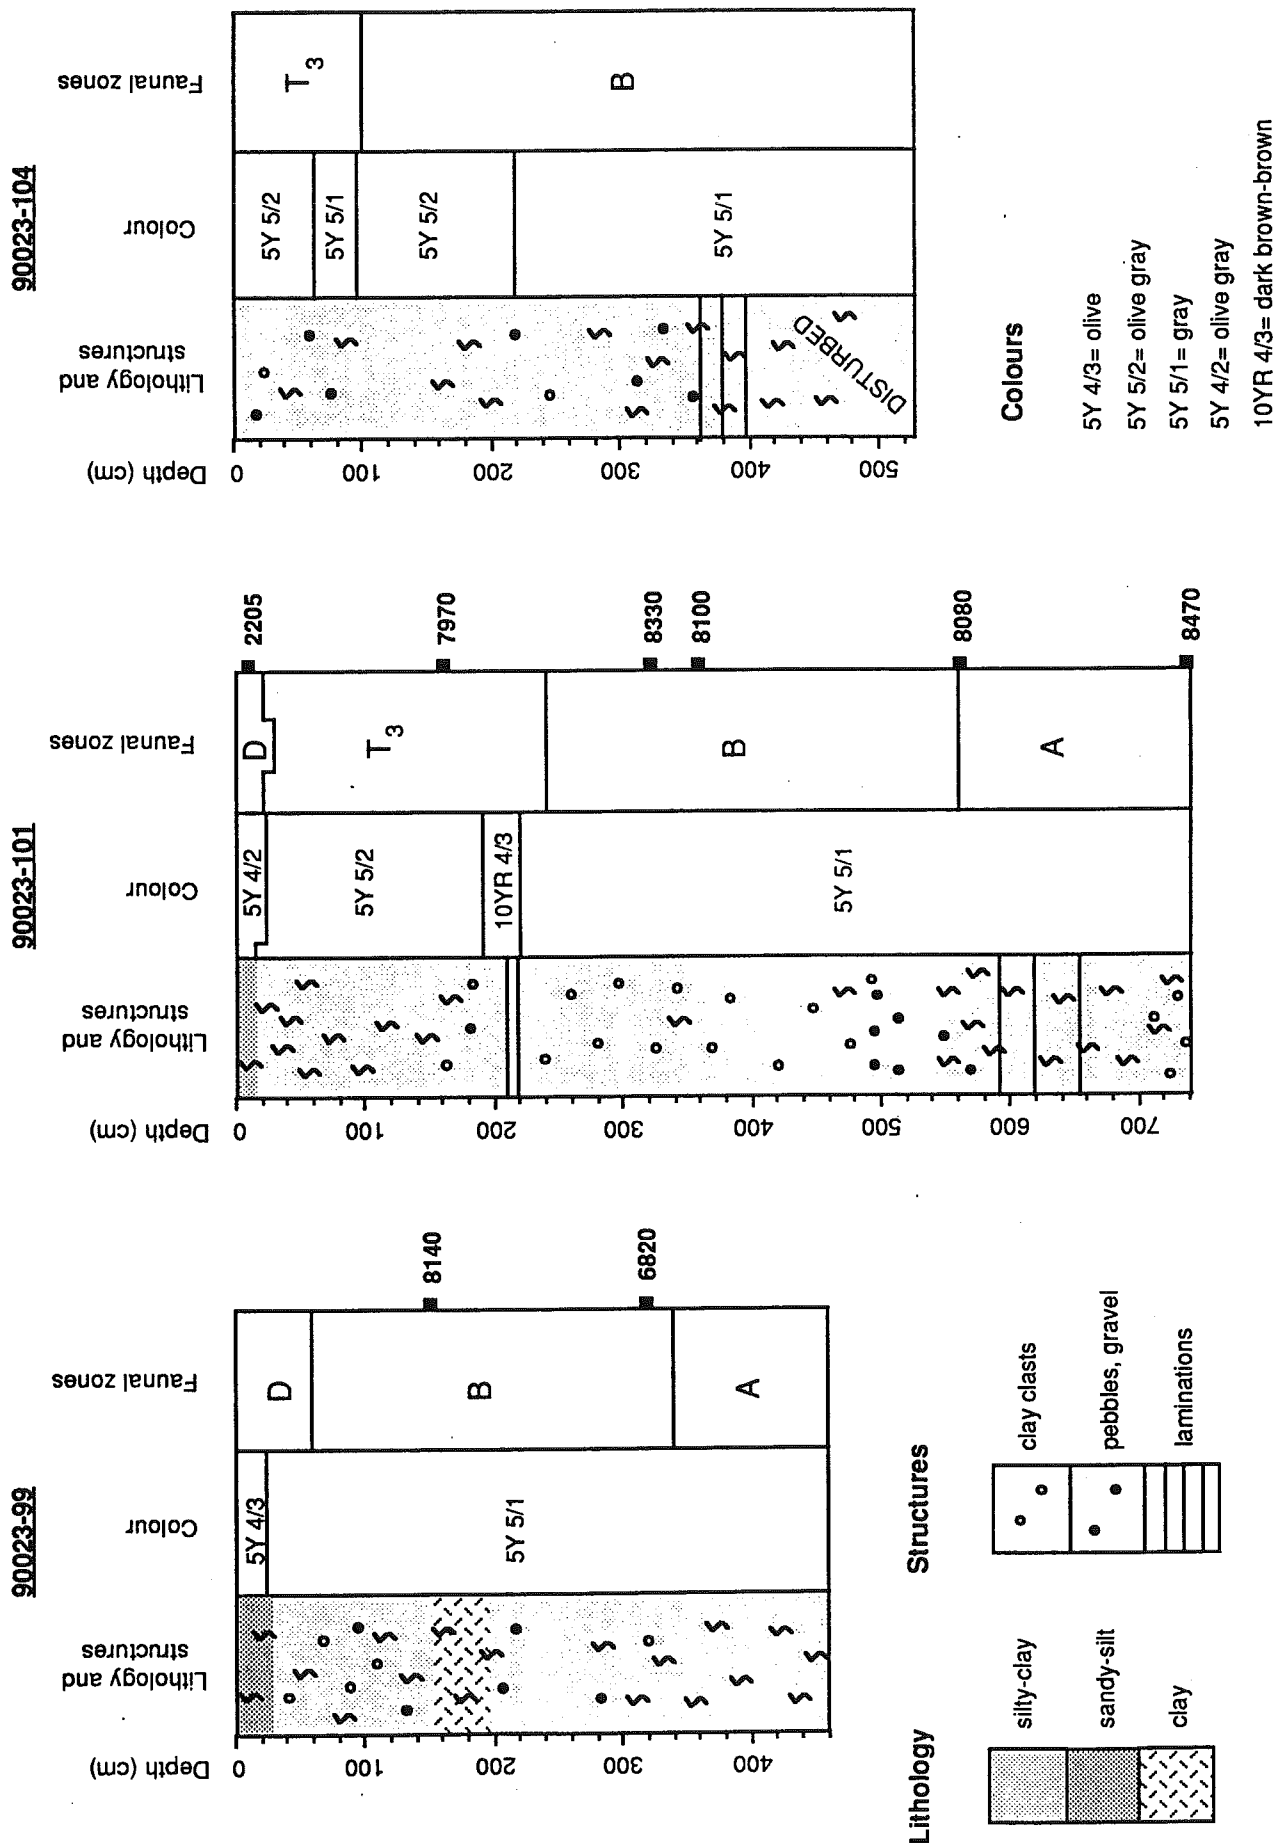 90023-99
Depth (cm)
Lithology and
structures
Colour
Faunal zones
0
100
200
300
400
5Y 4/3
5Y 5/1
D
B
A
8140
6820
90023-101
Depth (cm)
Lithology and
structures
Colour
Faunal zones
0
100
200
300
400
500
600
700
5Y 4/2
5Y 5/2
10YR 4/3
5Y 5/1
D
T3
B
A
2205
7970
8330
8100
8080
8470
90023-104
Depth (cm)
Lithology and
structures
Colour
Faunal zones
0
100
200
300
400
500
DISTURBED
5Y 5/2
5Y 5/1
5Y 5/2
5Y 5/1
T3
B
Lithology
silty-clay
sandy-silt
clay
Structures
clay clasts
pebbles, gravel
laminations
Colours
5Y 4/3= olive
5Y 5/2= olive gray
5Y 5/1= gray
5Y 4/2= olive gray
10YR 4/3= dark brown-brown